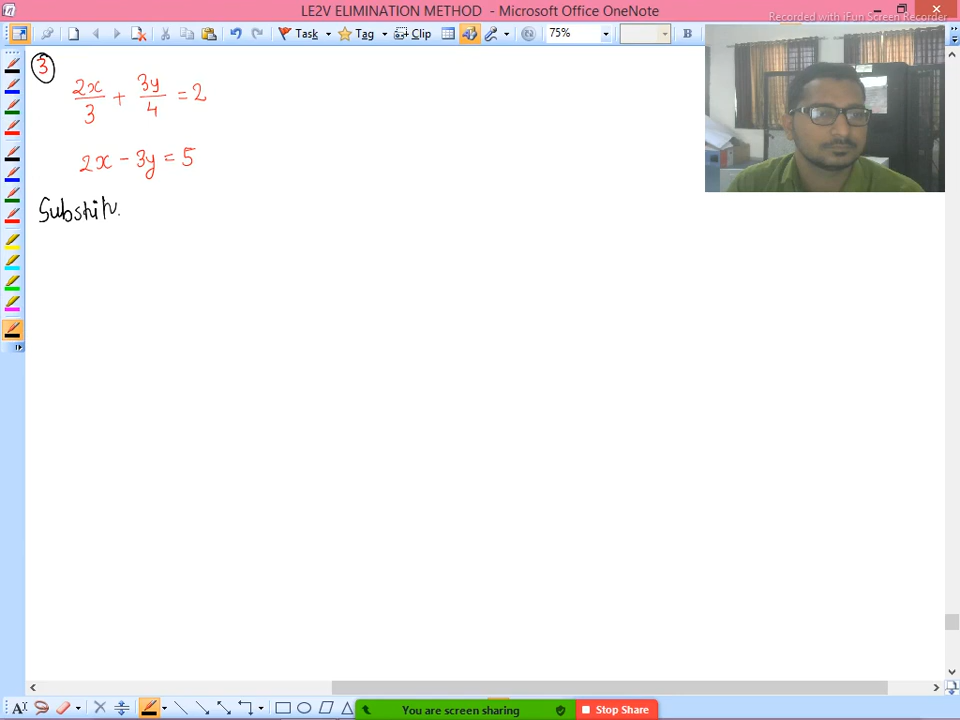 LE2V ELIMINATION METHOD - Microsoft Office OneNote
Recorded with iFun Screen Recorder
Task Tag Clip 75% B
3
2x/3 + 3y/4 = 2
2x - 3y = 5
Substitu
You are screen sharing
Stop Share